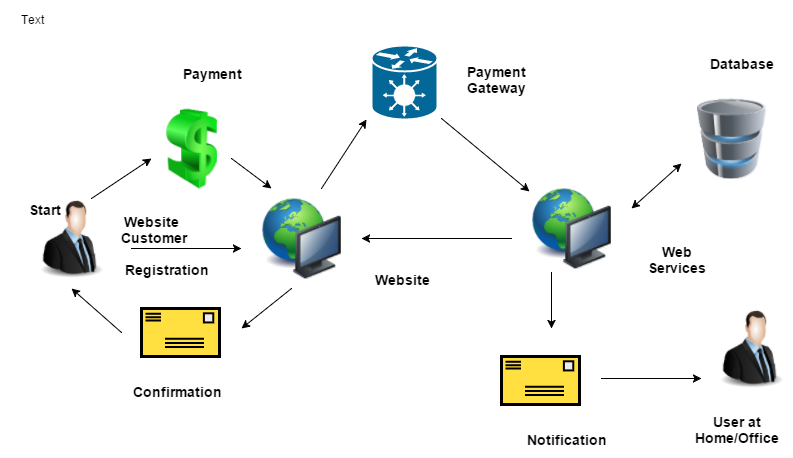 Text
Payment
Payment
Gateway
Database
Start
Website
Customer
Registration
Website
Web
Services
Confirmation
Notification
User at
Home/Office